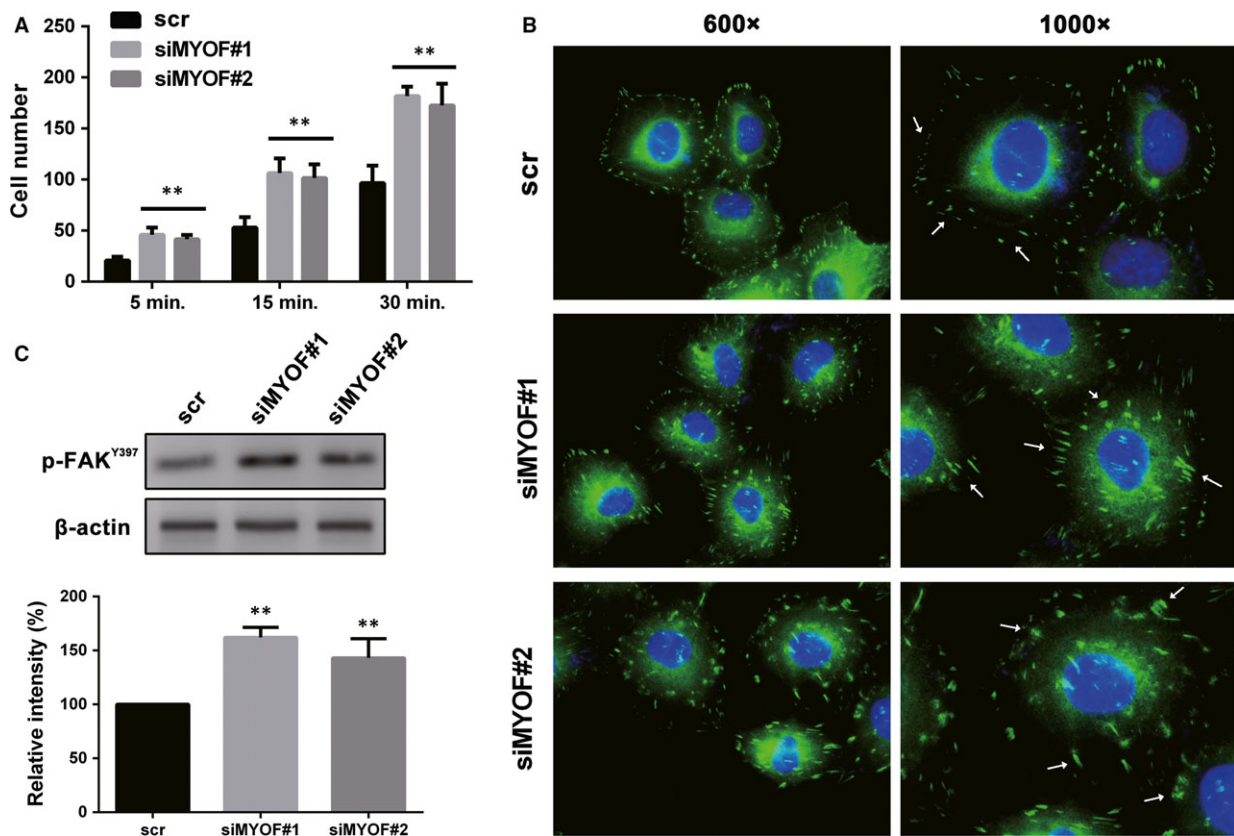 A
scr
siMYOF#1
siMYOF#2
Cell number
250
200
150
100
50
0
**
**
**
5 min.
15 min.
30 min.
B
600×
1000×
scr
siMYOF#1
siMYOF#2
C
scr
siMYOF#1
siMYOF#2
p-FAK^Y397
β-actin
Relative intensity (%)
200
150
100
50
0
**
**
scr
siMYOF#1
siMYOF#2